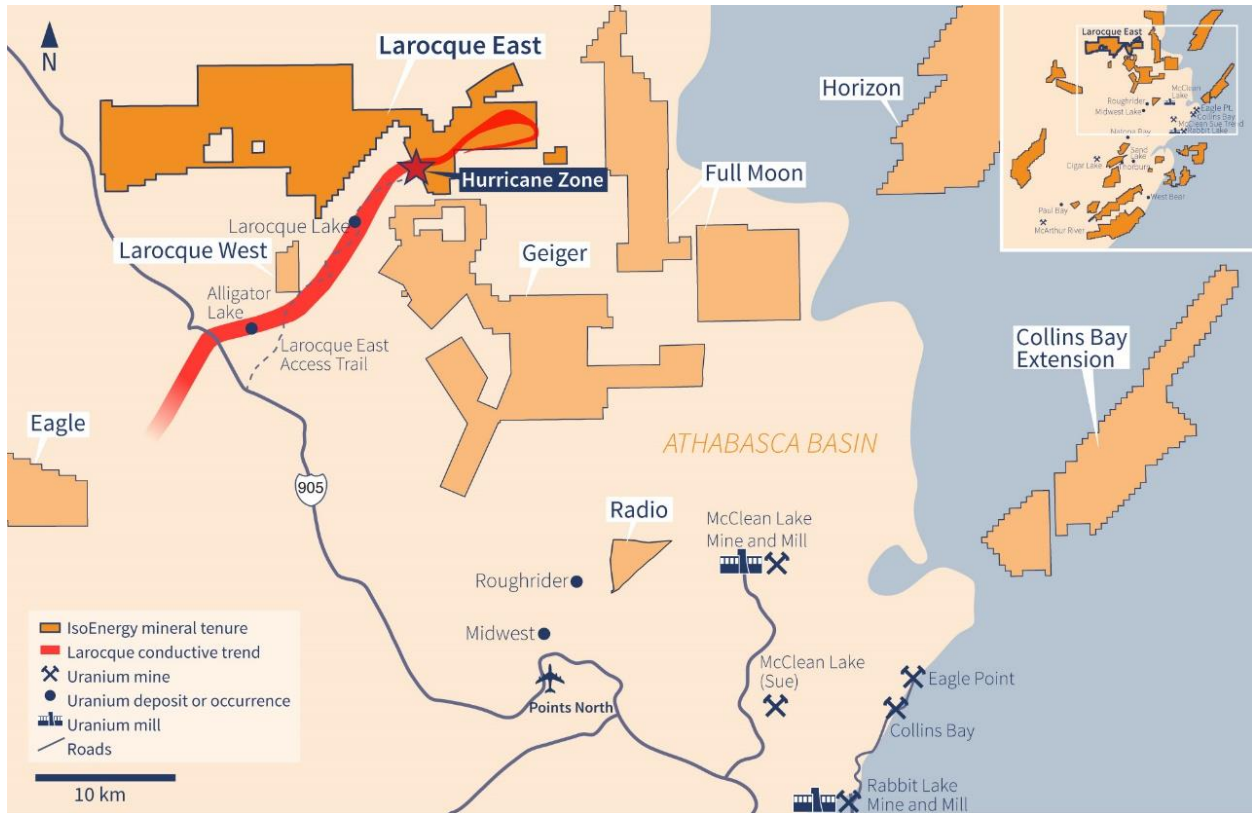 N
Larocque East
Hurricane Zone
Larocque Lake
Larocque West
Alligator
Lake
Larocque East
Access Trail
Eagle
905
Geiger
Full Moon
Horizon
Collins Bay
Extension
ATHABASCA BASIN
Radio
Roughrider
Midwest
Points North
McClean Lake
Mine and Mill
McClean Lake
(Sue)
Eagle Point
Collins Bay
Rabbit Lake
Mine and Mill
IsoEnergy mineral tenure
Larocque conductive trend
Uranium mine
Uranium deposit or occurrence
Uranium mill
Roads
10 km
Larocque East
McClean
Lake
Roughrider
Midwest Lake
Eagle Pt.
Collins Bay
McClean Sue Trend
Rabbit Lake
Sand
Lake
Cigar Lake
Thorburn
West Bear
Paul Bay
McArthur River